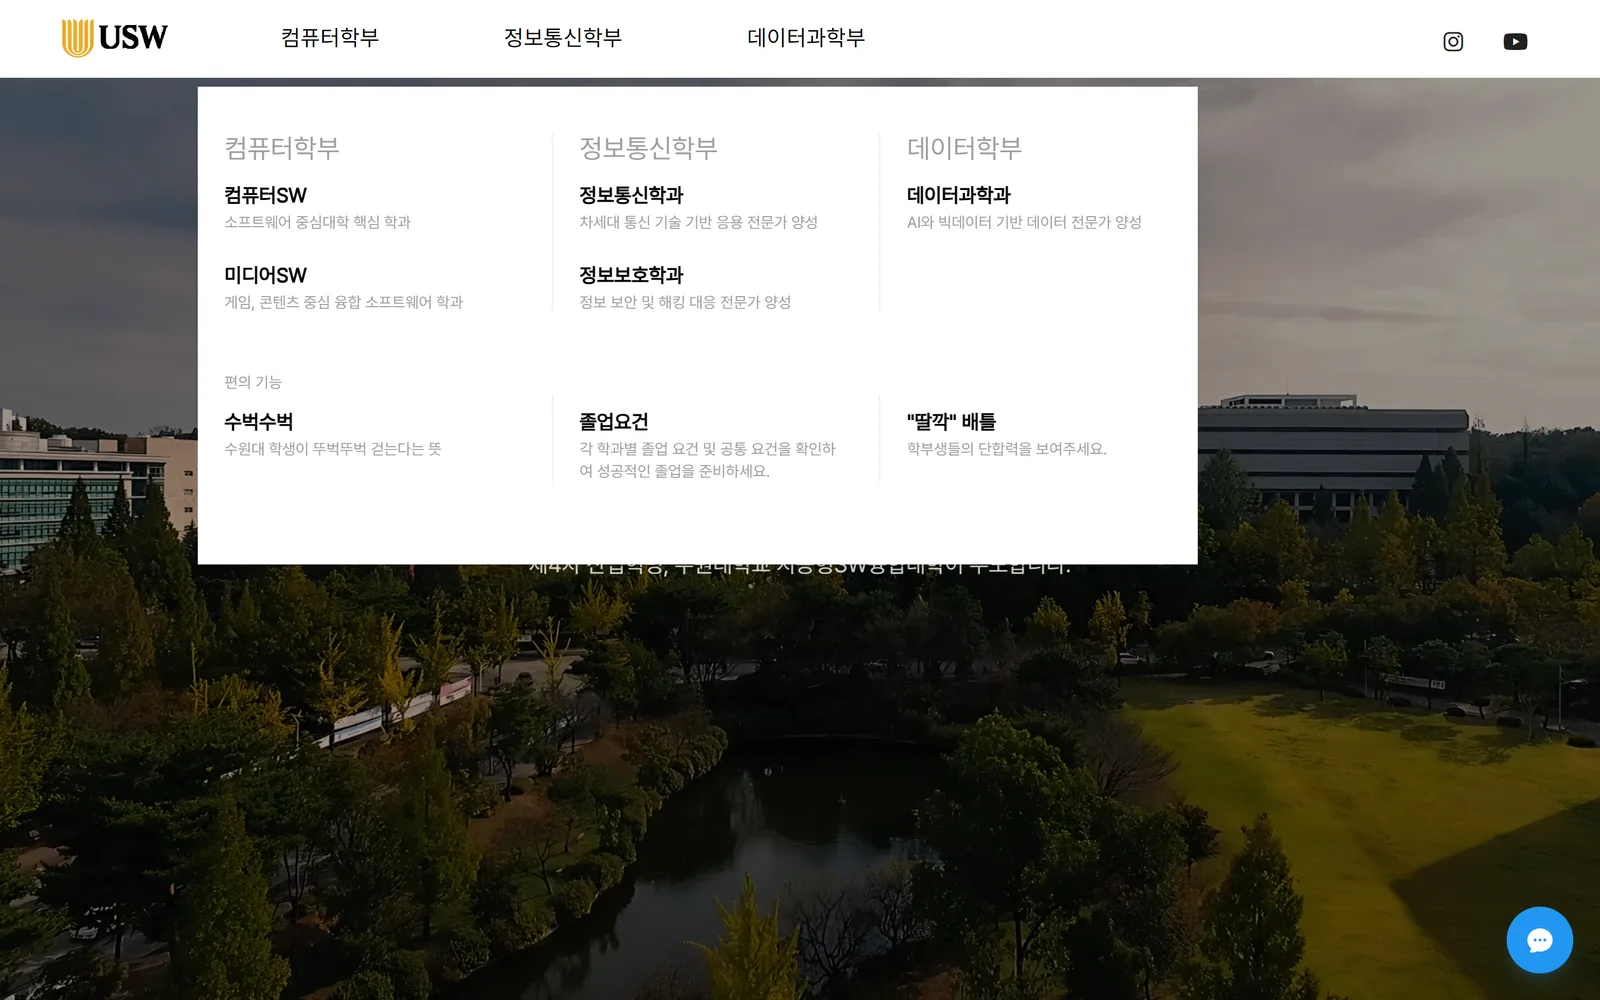 USW
컴퓨터학부
정보통신학부
데이터과학부
컴퓨터학부
컴퓨터SW
소프트웨어 중심대학 핵심 학과
미디어SW
게임, 콘텐츠 중심 융합 소프트웨어 학과
정보통신학부
정보통신학과
차세대 통신 기술 기반 응용 전문가 양성
정보보호학과
정보 보안 및 해킹 대응 전문가 양성
데이터학부
데이터과학과
AI와 빅데이터 기반 데이터 전문가 양성
편의 기능
수벅수벅
수원대 학생이 뚜벅뚜벅 걷는다는 뜻
졸업요건
각 학과별 졸업 요건 및 공통 요건을 확인하
여 성공적인 졸업을 준비하세요.
"딸깍" 배틀
학부생들의 단합력을 보여주세요.